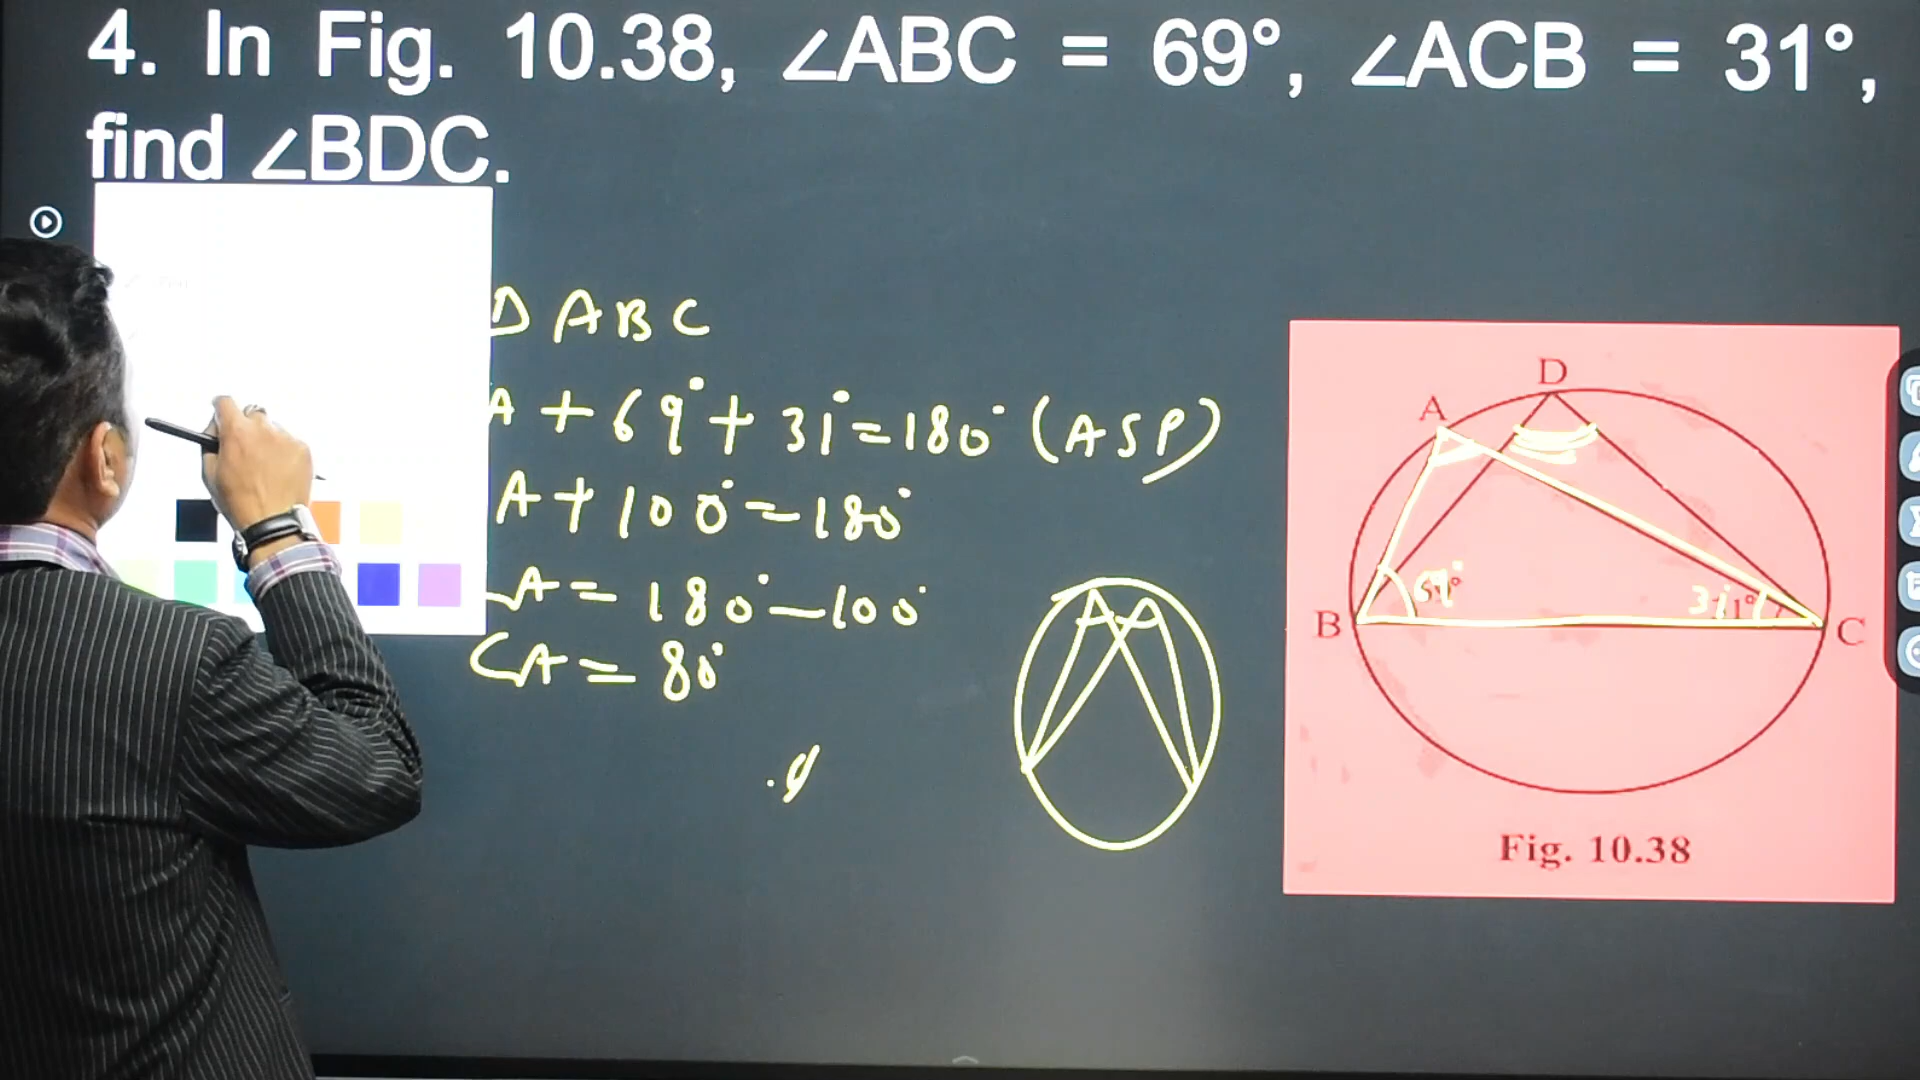 4. In Fig. 10.38, ∠ABC = 69°, ∠ACB = 31°,
find ∠BDC.
Δ ABC
A + 69° + 31° = 180° (ASP)
A + 100° = 180°
∠A = 180° - 100°
∠A = 80°
D
A
B
69°
31°
C
Fig. 10.38